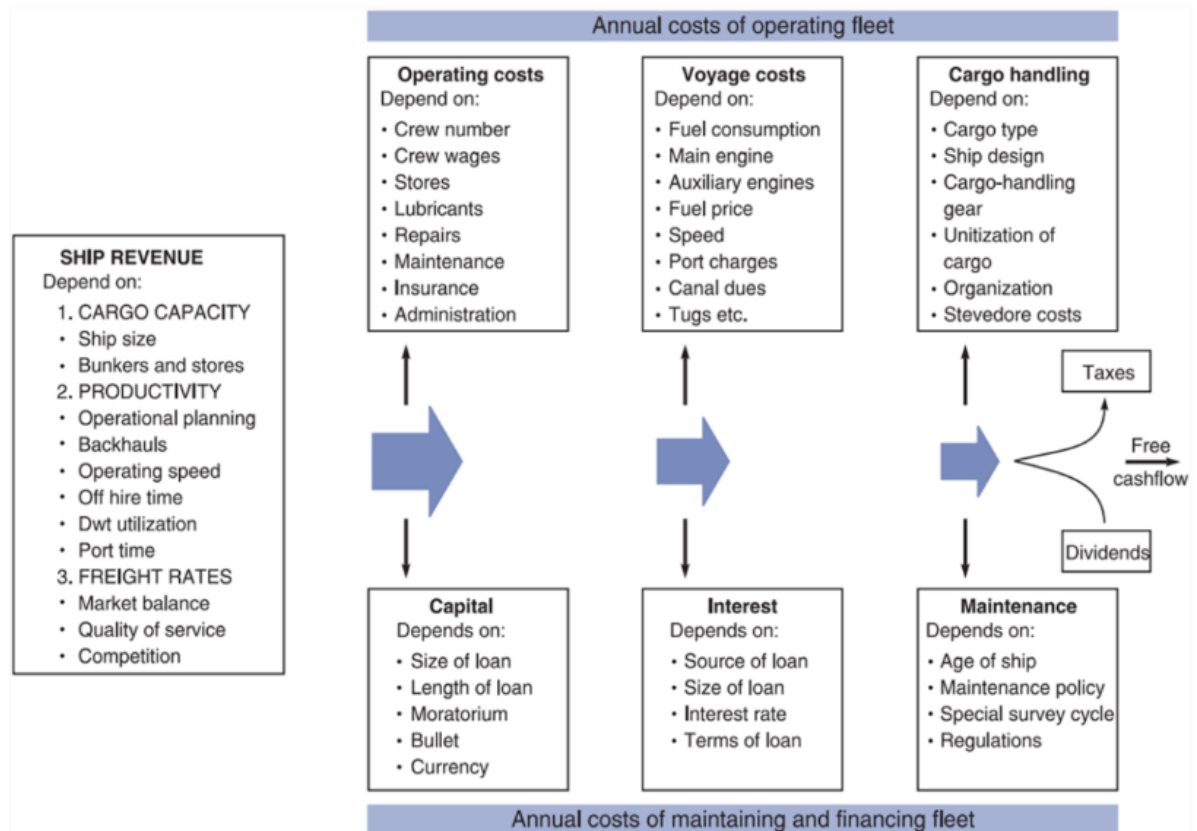 Annual costs of operating fleet
Operating costs
Depend on:
• Crew number
• Crew wages
• Stores
• Lubricants
• Repairs
• Maintenance
• Insurance
• Administration
Voyage costs
Depend on:
• Fuel consumption
• Main engine
• Auxiliary engines
• Fuel price
• Speed
• Port charges
• Canal dues
• Tugs etc.
Cargo handling
Depend on:
• Cargo type
• Ship design
• Cargo-handling
gear
• Unitization of
cargo
• Organization
• Stevedore costs
SHIP REVENUE
Depend on:
1. CARGO CAPACITY
• Ship size
• Bunkers and stores
2. PRODUCTIVITY
• Operational planning
• Backhauls
• Operating speed
• Off hire time
• Dwt utilization
• Port time
3. FREIGHT RATES
• Market balance
• Quality of service
• Competition
Taxes
Free
cashflow
Dividends
Capital
Depends on:
• Size of loan
• Length of loan
• Moratorium
• Bullet
• Currency
Interest
Depends on:
• Source of loan
• Size of loan
• Interest rate
• Terms of loan
Maintenance
Depends on:
• Age of ship
• Maintenance policy
• Special survey cycle
• Regulations
Annual costs of maintaining and financing fleet